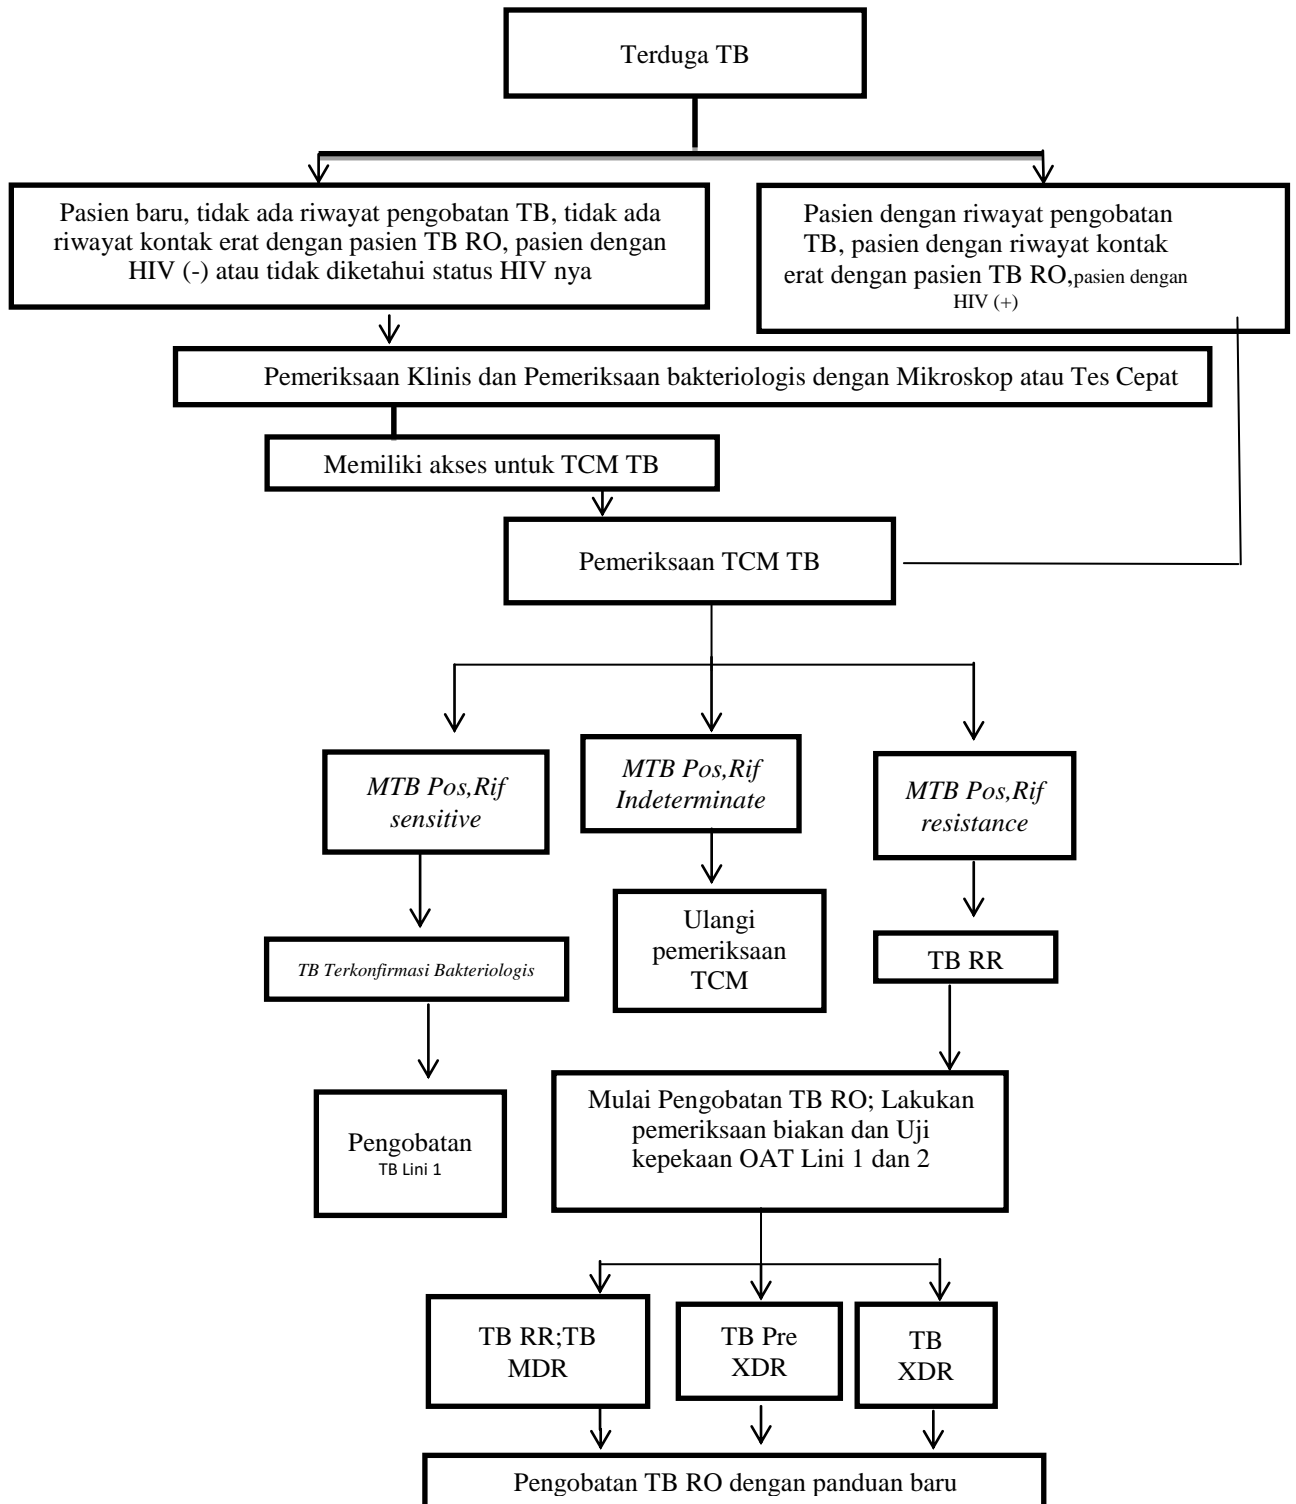 Terduga TB
Pasien baru, tidak ada riwayat pengobatan TB, tidak ada
riwayat kontak erat dengan pasien TB RO, pasien dengan
HIV (-) atau tidak diketahui status HIV nya
Pasien dengan riwayat pengobatan
TB, pasien dengan riwayat kontak
erat dengan pasien TB RO,pasien dengan
HIV (+)
Pemeriksaan Klinis dan Pemeriksaan bakteriologis dengan Mikroskop atau Tes Cepat
Memiliki akses untuk TCM TB
Pemeriksaan TCM TB
MTB Pos,Rif
sensitive
MTB Pos,Rif
Indeterminate
MTB Pos,Rif
resistance
Ulangi
pemeriksaan
TCM
TB Terkonfirmasi Bakteriologis
TB RR
Pengobatan
TB Lini 1
Mulai Pengobatan TB RO; Lakukan
pemeriksaan biakan dan Uji
kepekaan OAT Lini 1 dan 2
TB RR;TB
MDR
TB Pre
XDR
TB
XDR
Pengobatan TB RO dengan panduan baru